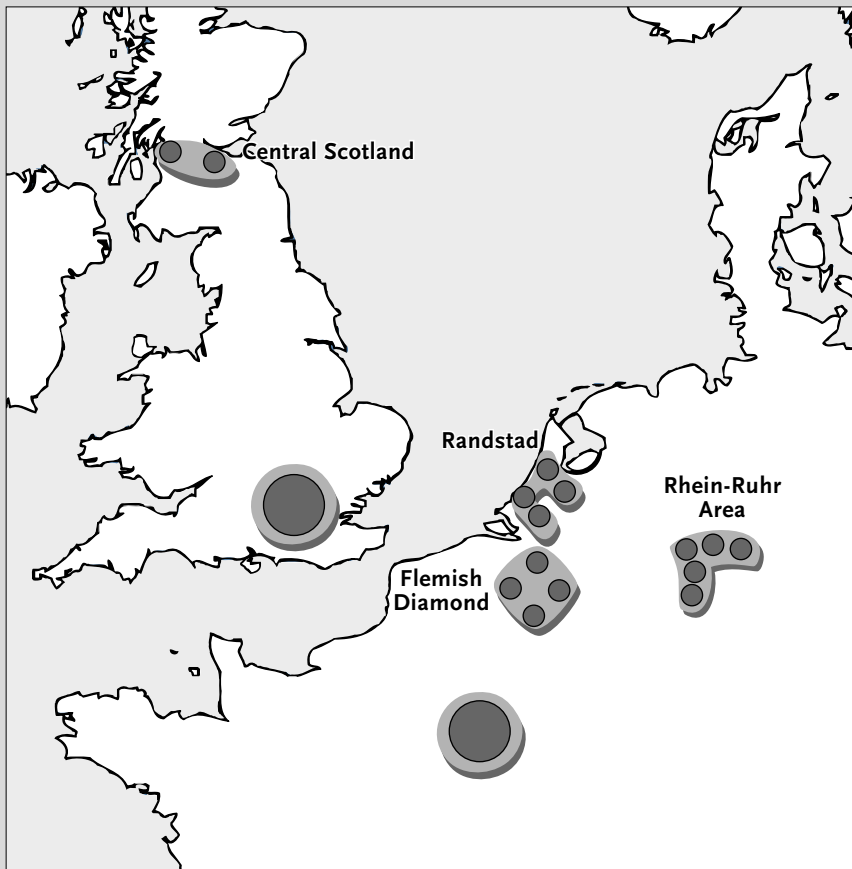 Central Scotland
Randstad
Rhein-Ruhr
Area
Flemish
Diamond